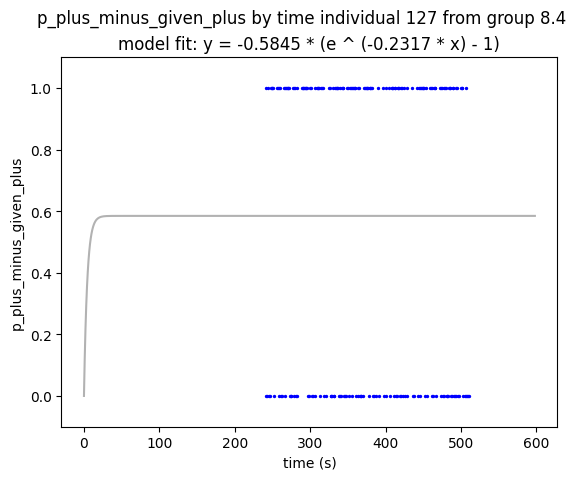 p_plus_minus_given_plus by time individual 127 from group 8.4
model fit: y = -0.5845 * (e ^ (-0.2317 * x) - 1)
p_plus_minus_given_plus
1.0
0.8
0.6
0.4
0.2
0.0
0 100 200 300 400 500 600
time (s)